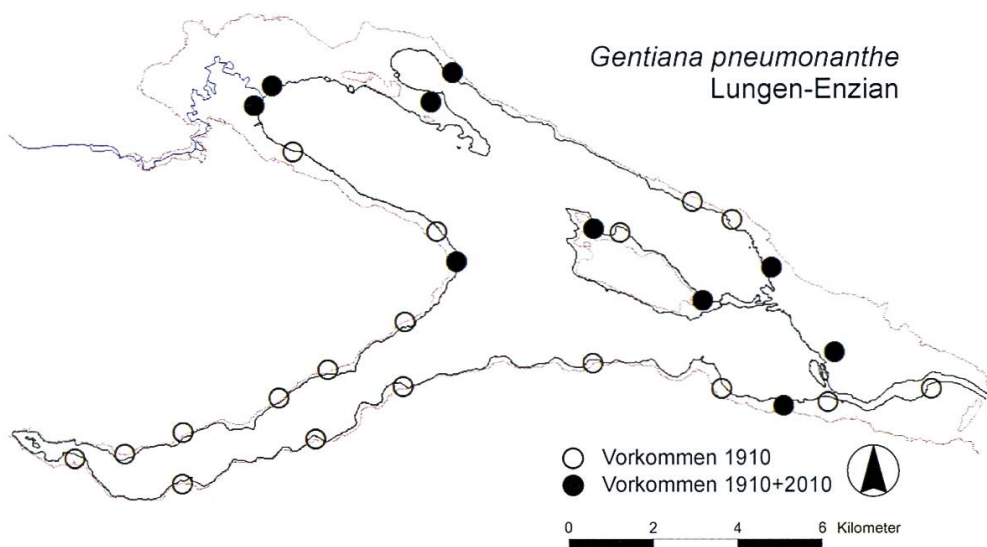 Gentiana pneumonanthe
Lungen-Enzian
Vorkommen 1910
Vorkommen 1910+2010
0 2 4 6 Kilometer